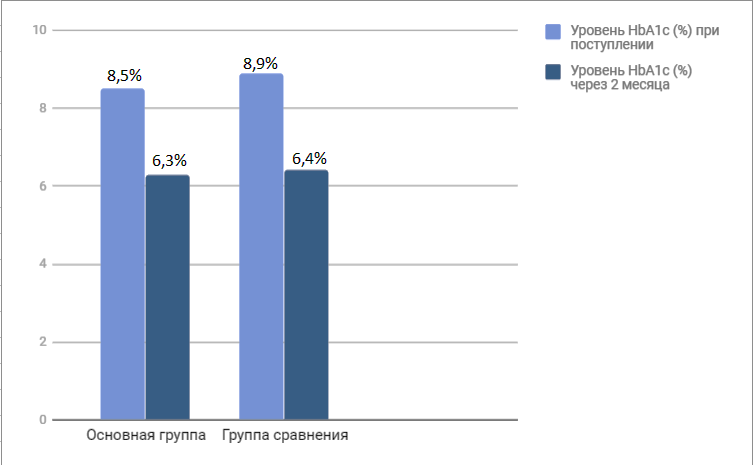 10
8
6
4
2
0
8,5%
6,3%
8,9%
6,4%
Основная группа
Группа сравнения
Уровень HbA1c (%) при
поступлении
Уровень HbA1c (%)
через 2 месяца